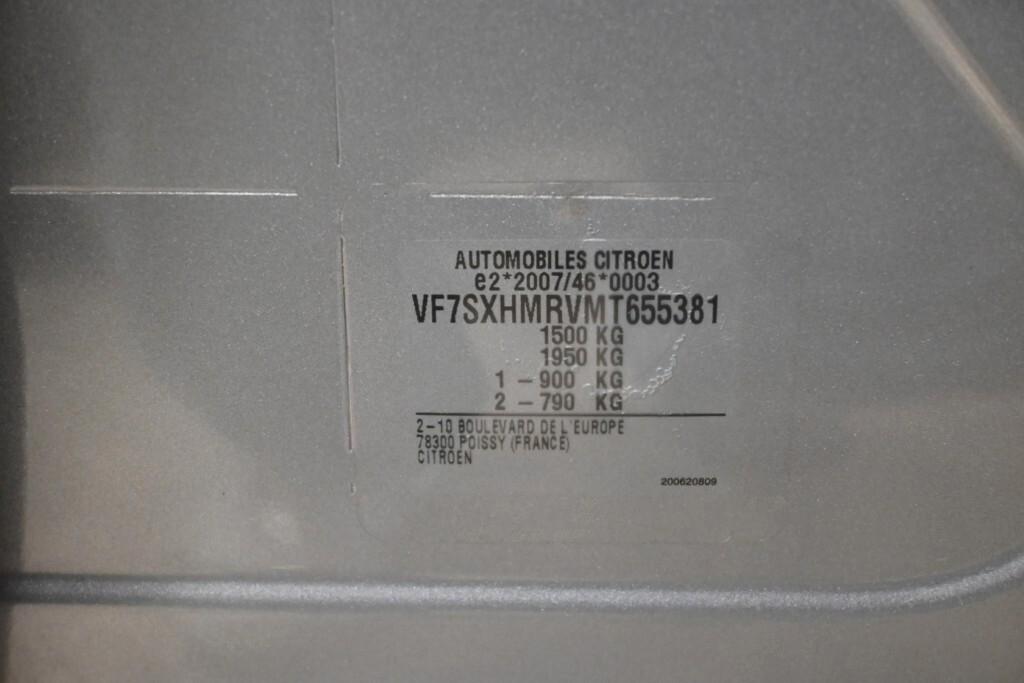 AUTOMOBILES CITROEN
e2*2007/46*0003
VF7SXHMRVMT655381
1500 KG
1950 KG
1 - 900 KG
2 - 790 KG
2-10 BOULEVARD DE L'EUROPE
78300 POISSY (FRANCE)
CITROEN
200620809